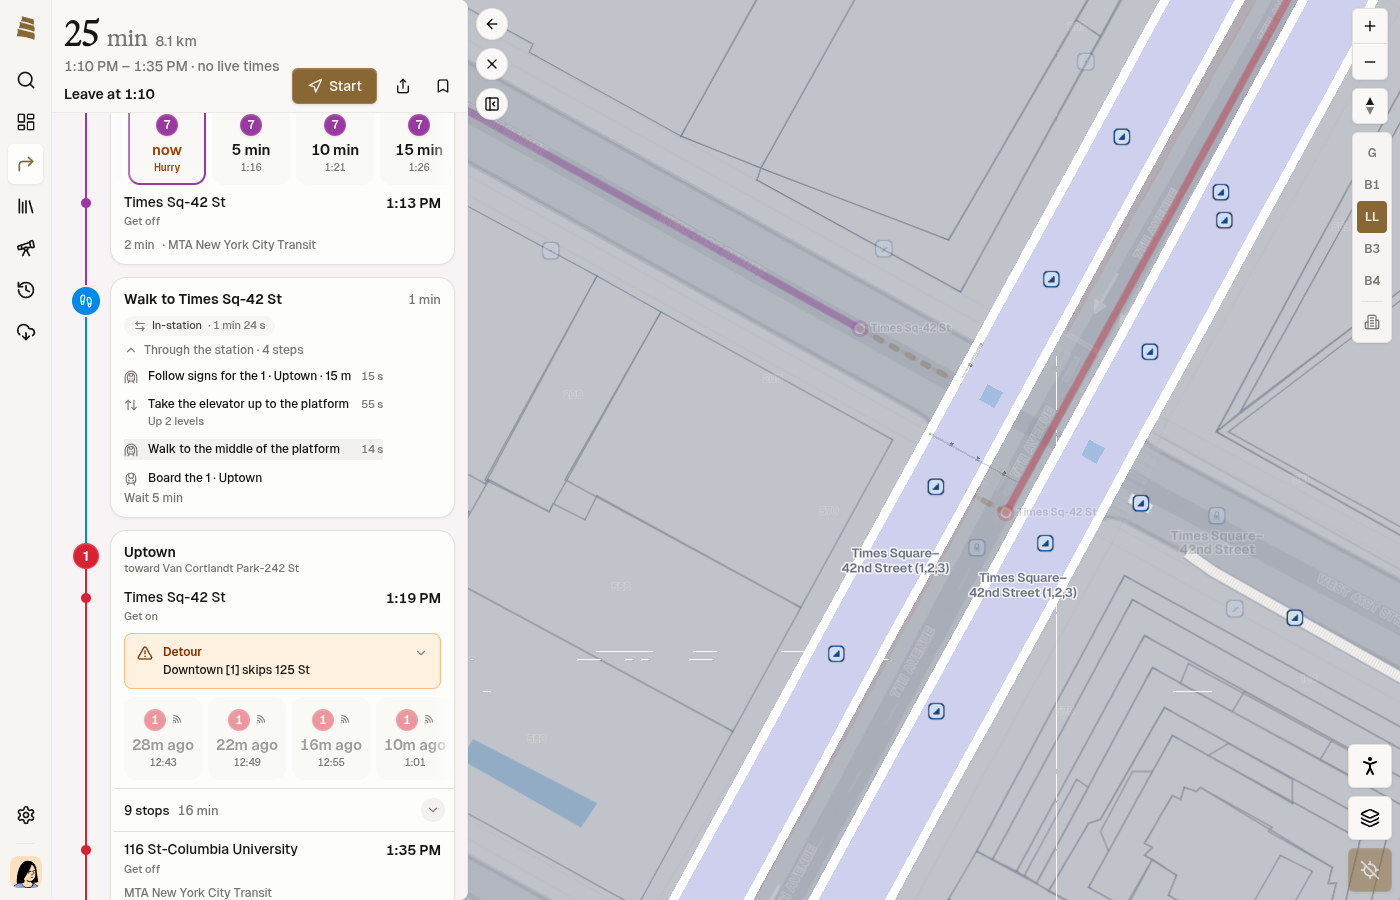 25 min 8.1 km
1:10 PM – 1:35 PM · no live times
Leave at 1:10
Start
7
now
Hurry
7
5 min
1:16
7
10 min
1:21
7
15 min
1:26
Times Sq-42 St 1:13 PM
Get off
2 min · MTA New York City Transit
Walk to Times Sq-42 St 1 min
In-station · 1 min 24 s
Through the station · 4 steps
Follow signs for the 1 · Uptown · 15 m 15 s
Take the elevator up to the platform 55 s
Up 2 levels
Walk to the middle of the platform 14 s
Board the 1 · Uptown
Wait 5 min
1
Uptown
toward Van Cortlandt Park-242 St
Times Sq-42 St 1:19 PM
Get on
Detour
Downtown [1] skips 125 St
1
28m ago
12:43
1
22m ago
12:49
1
16m ago
12:55
1
10m ago
1:01
9 stops 16 min
116 St-Columbia University 1:35 PM
Get off
MTA New York City Transit
Times Sq-42 St
Times Sq-42 St
Times Square–
42nd Street (1,2,3)
Times Square–
42nd Street (1,2,3)
Times Square–
42nd Street
7TH AVENUE
G
B1
LL
B3
B4